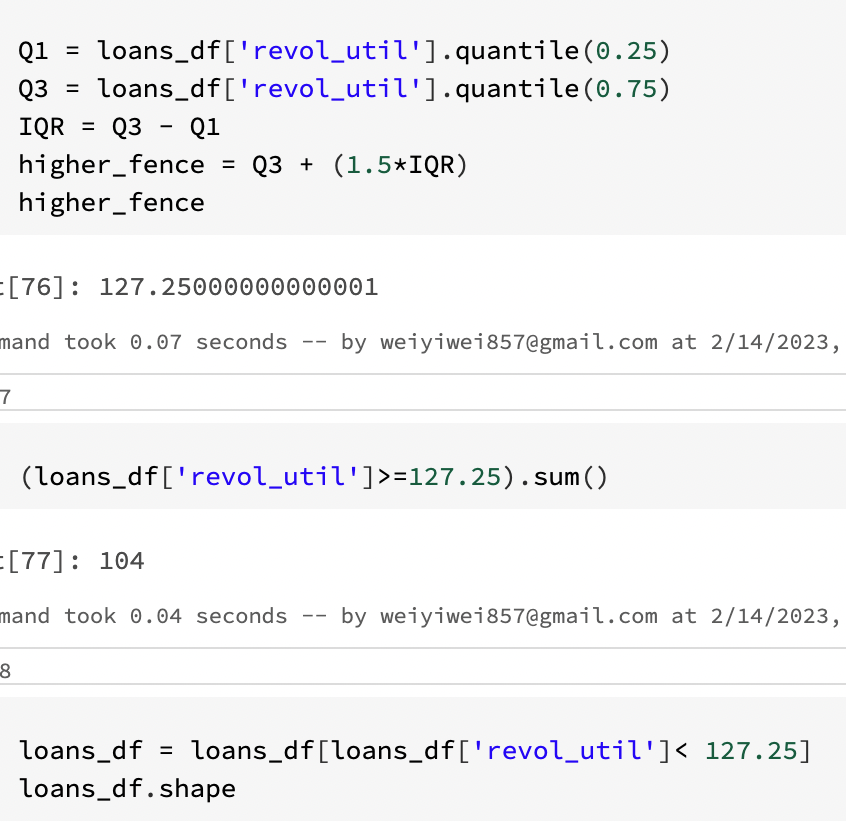 Q1 = loans_df['revol_util'].quantile(0.25)
Q3 = loans_df['revol_util'].quantile(0.75)
IQR = Q3 - Q1
higher_fence = Q3 + (1.5*IQR)
higher_fence
t[76]: 127.25000000000001
mand took 0.07 seconds -- by weiyiwei857@gmail.com at 2/14/2023,
7
(loans_df['revol_util']>=127.25).sum()
t[77]: 104
mand took 0.04 seconds -- by weiyiwei857@gmail.com at 2/14/2023,
8
loans_df = loans_df[loans_df['revol_util']< 127.25]
loans_df.shape